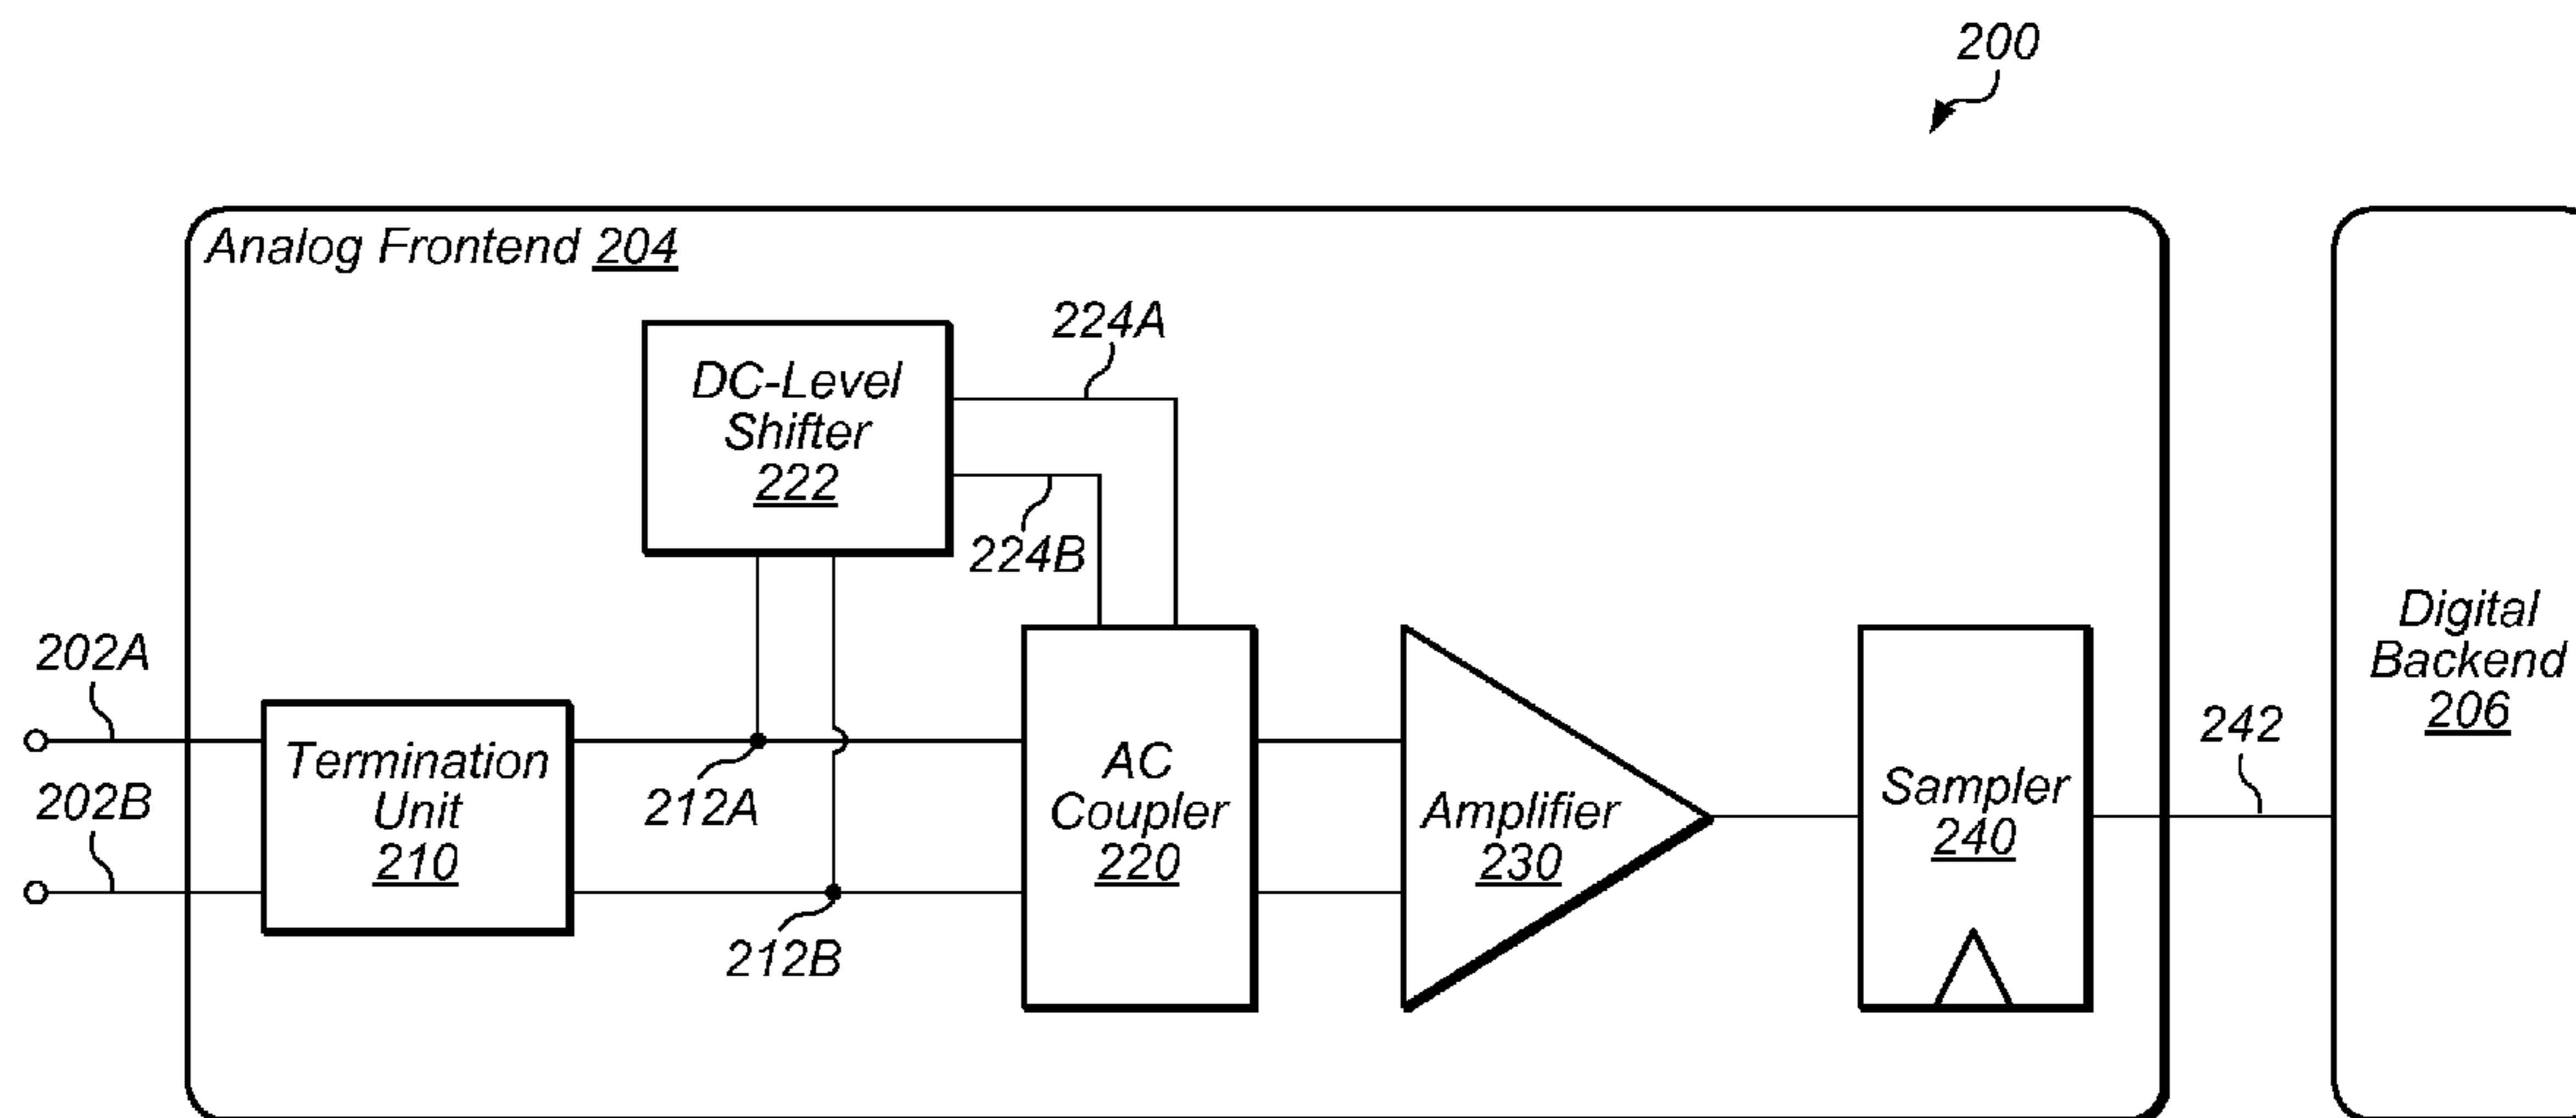 200
Analog Frontend 204
DC-Level
Shifter
222
224A
224B
202A
202B
Termination
Unit
210
212A
212B
AC
Coupler
220
Amplifier
230
Sampler
240
242
Digital
Backend
206